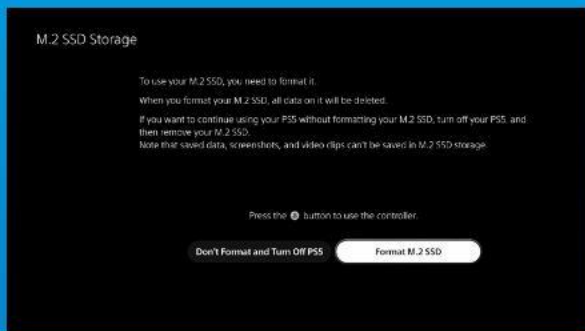 M.2 SSD Storage
To use your M.2 SSD, you need to format it.
When you format your M.2 SSD, all data on it will be deleted.
If you want to continue using your PS5 without formatting your M.2 SSD, turn off your PS5, and
then remove your M.2 SSD.
Note that saved data, screenshots, and video clips can't be saved in M.2 SSD storage.
Press the button to use the controller.
Don't Format and Turn Off PS5
Format M.2 SSD